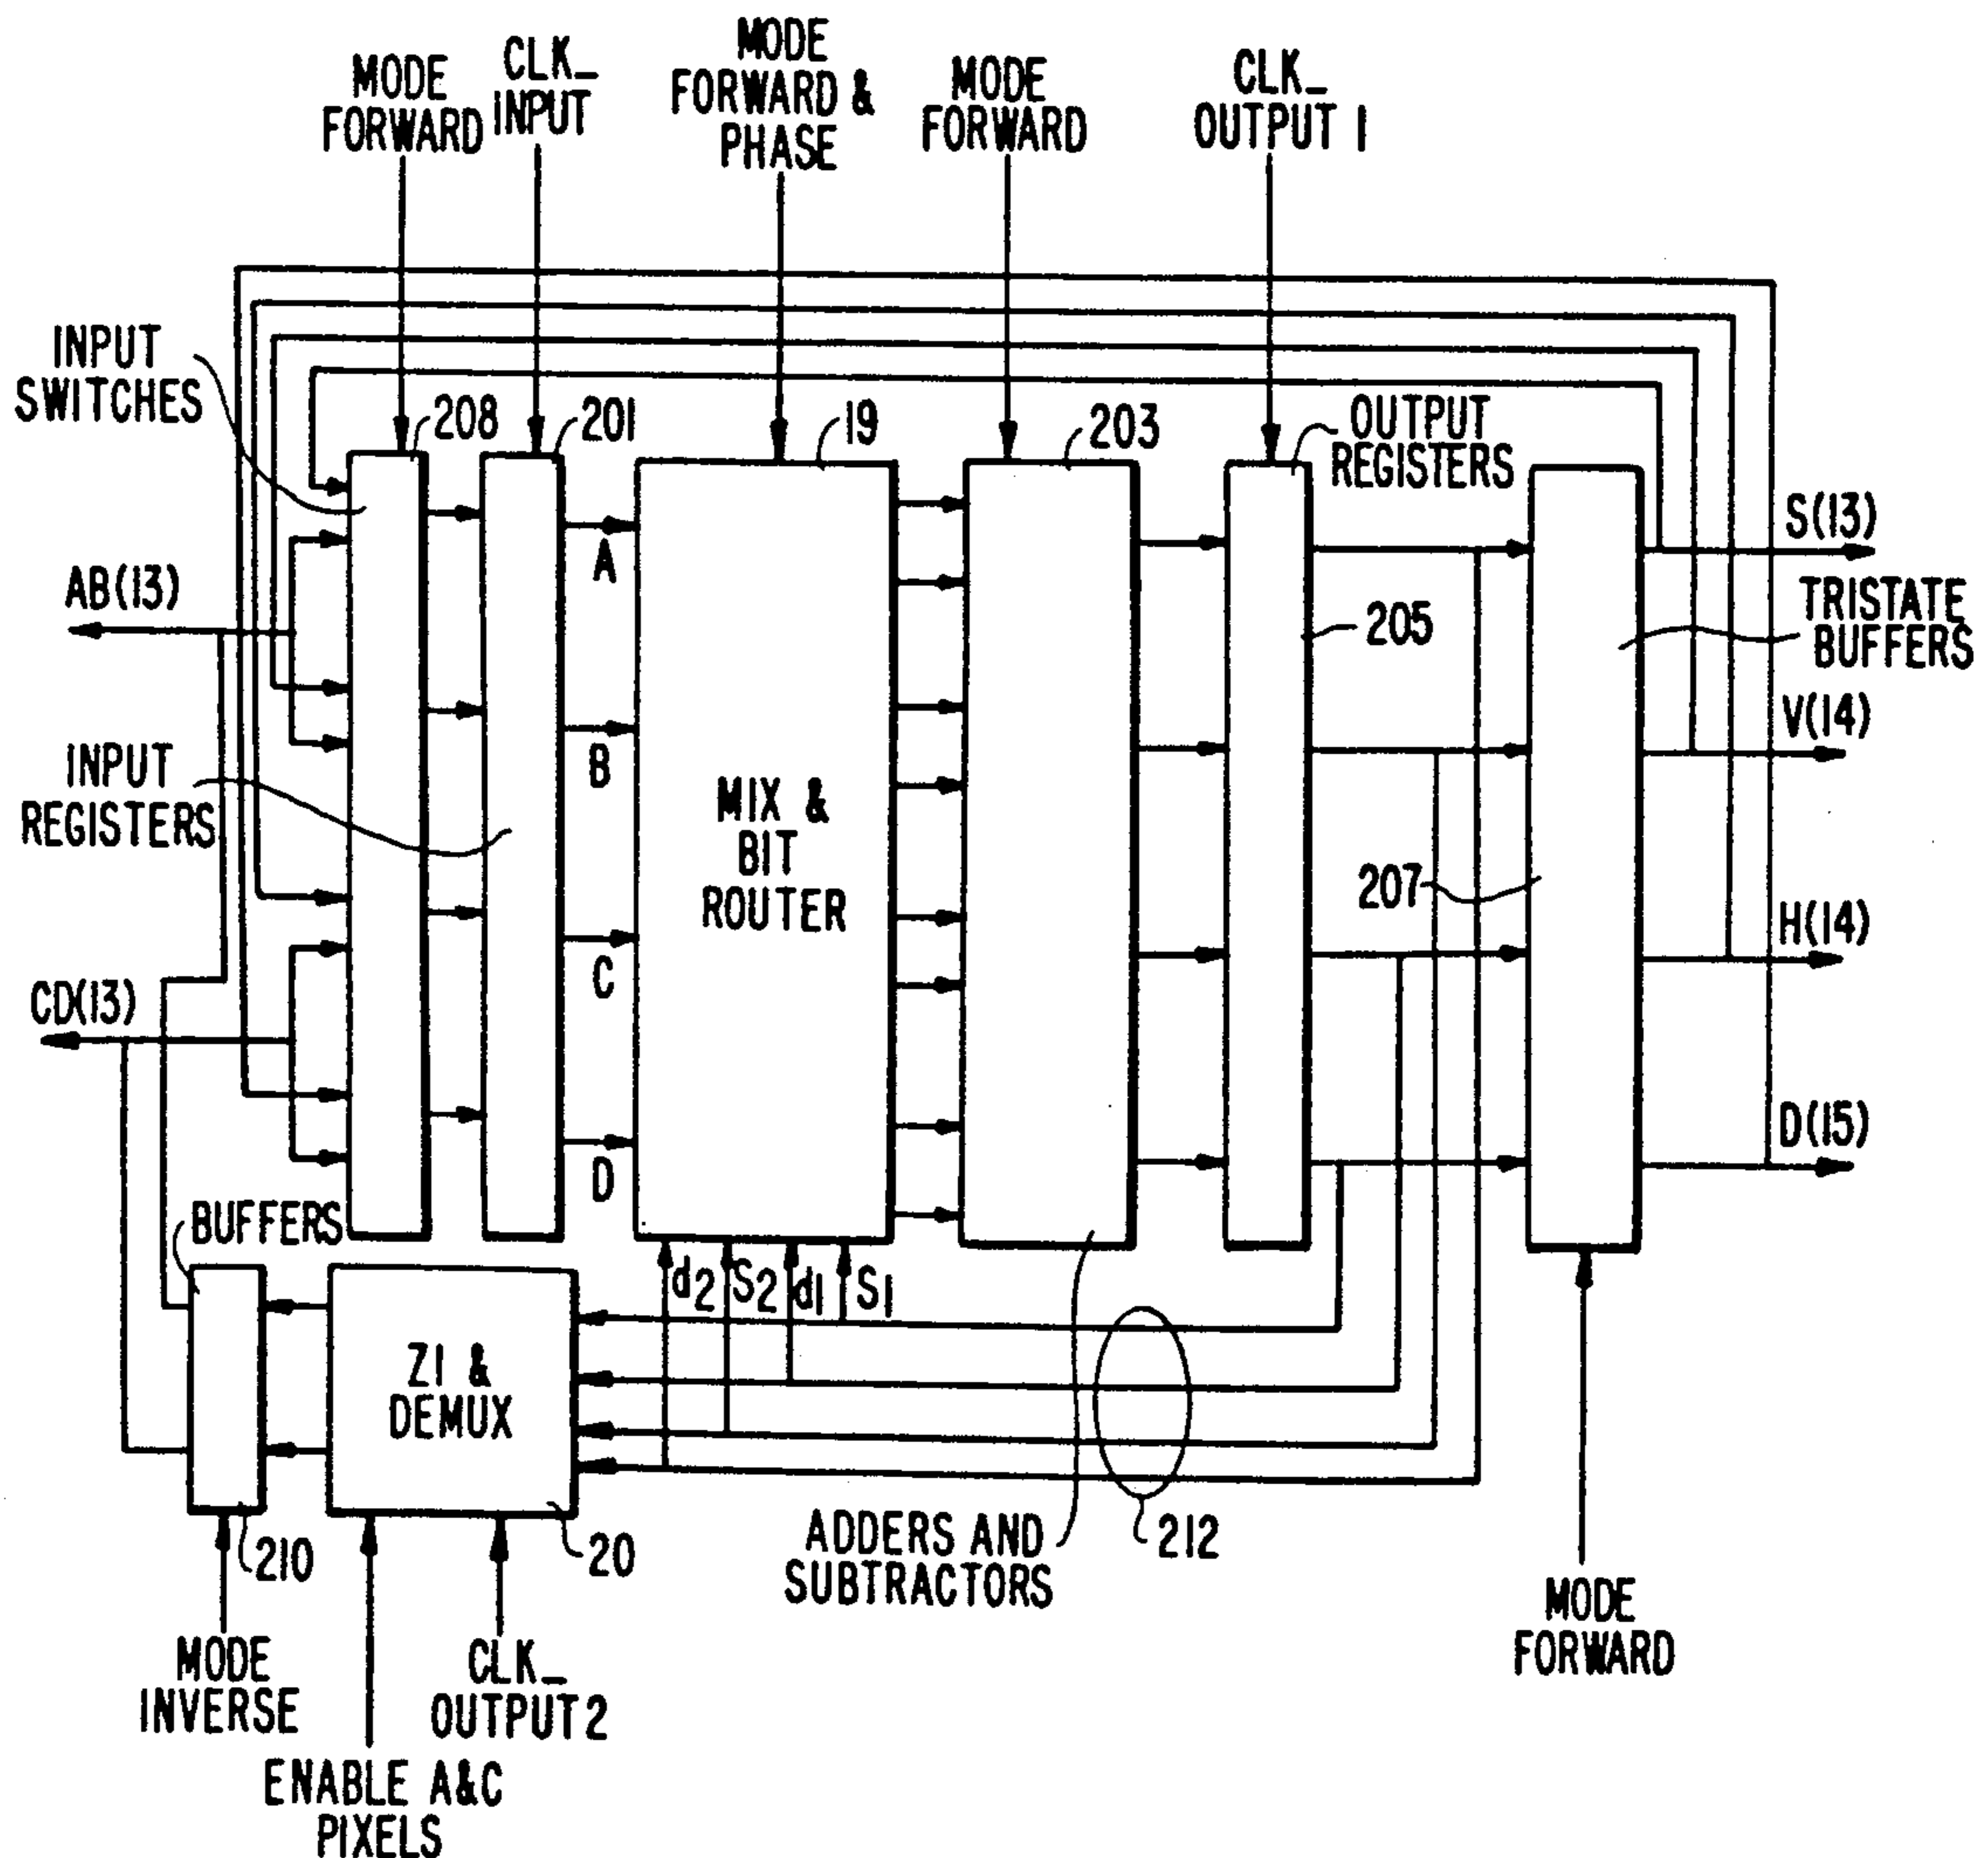 MODE
FORWARD
CLK_
INPUT
MODE
FORWARD &
PHASE
MODE
FORWARD
CLK_
OUTPUT 1
INPUT
SWITCHES
208
201
19
203
OUTPUT
REGISTERS
S(13)
AB(13)
A
TRISTATE
BUFFERS
205
V(14)
INPUT
REGISTERS
B
MIX &
BIT
ROUTER
207
H(14)
CD(13)
C
D(15)
D
BUFFERS
d2
S2
d1
S1
Z1 &
DEMUX
210
20
ADDERS AND
SUBTRACTORS
212
MODE
FORWARD
MODE
INVERSE
CLK_
OUTPUT 2
ENABLE A&C
PIXELS